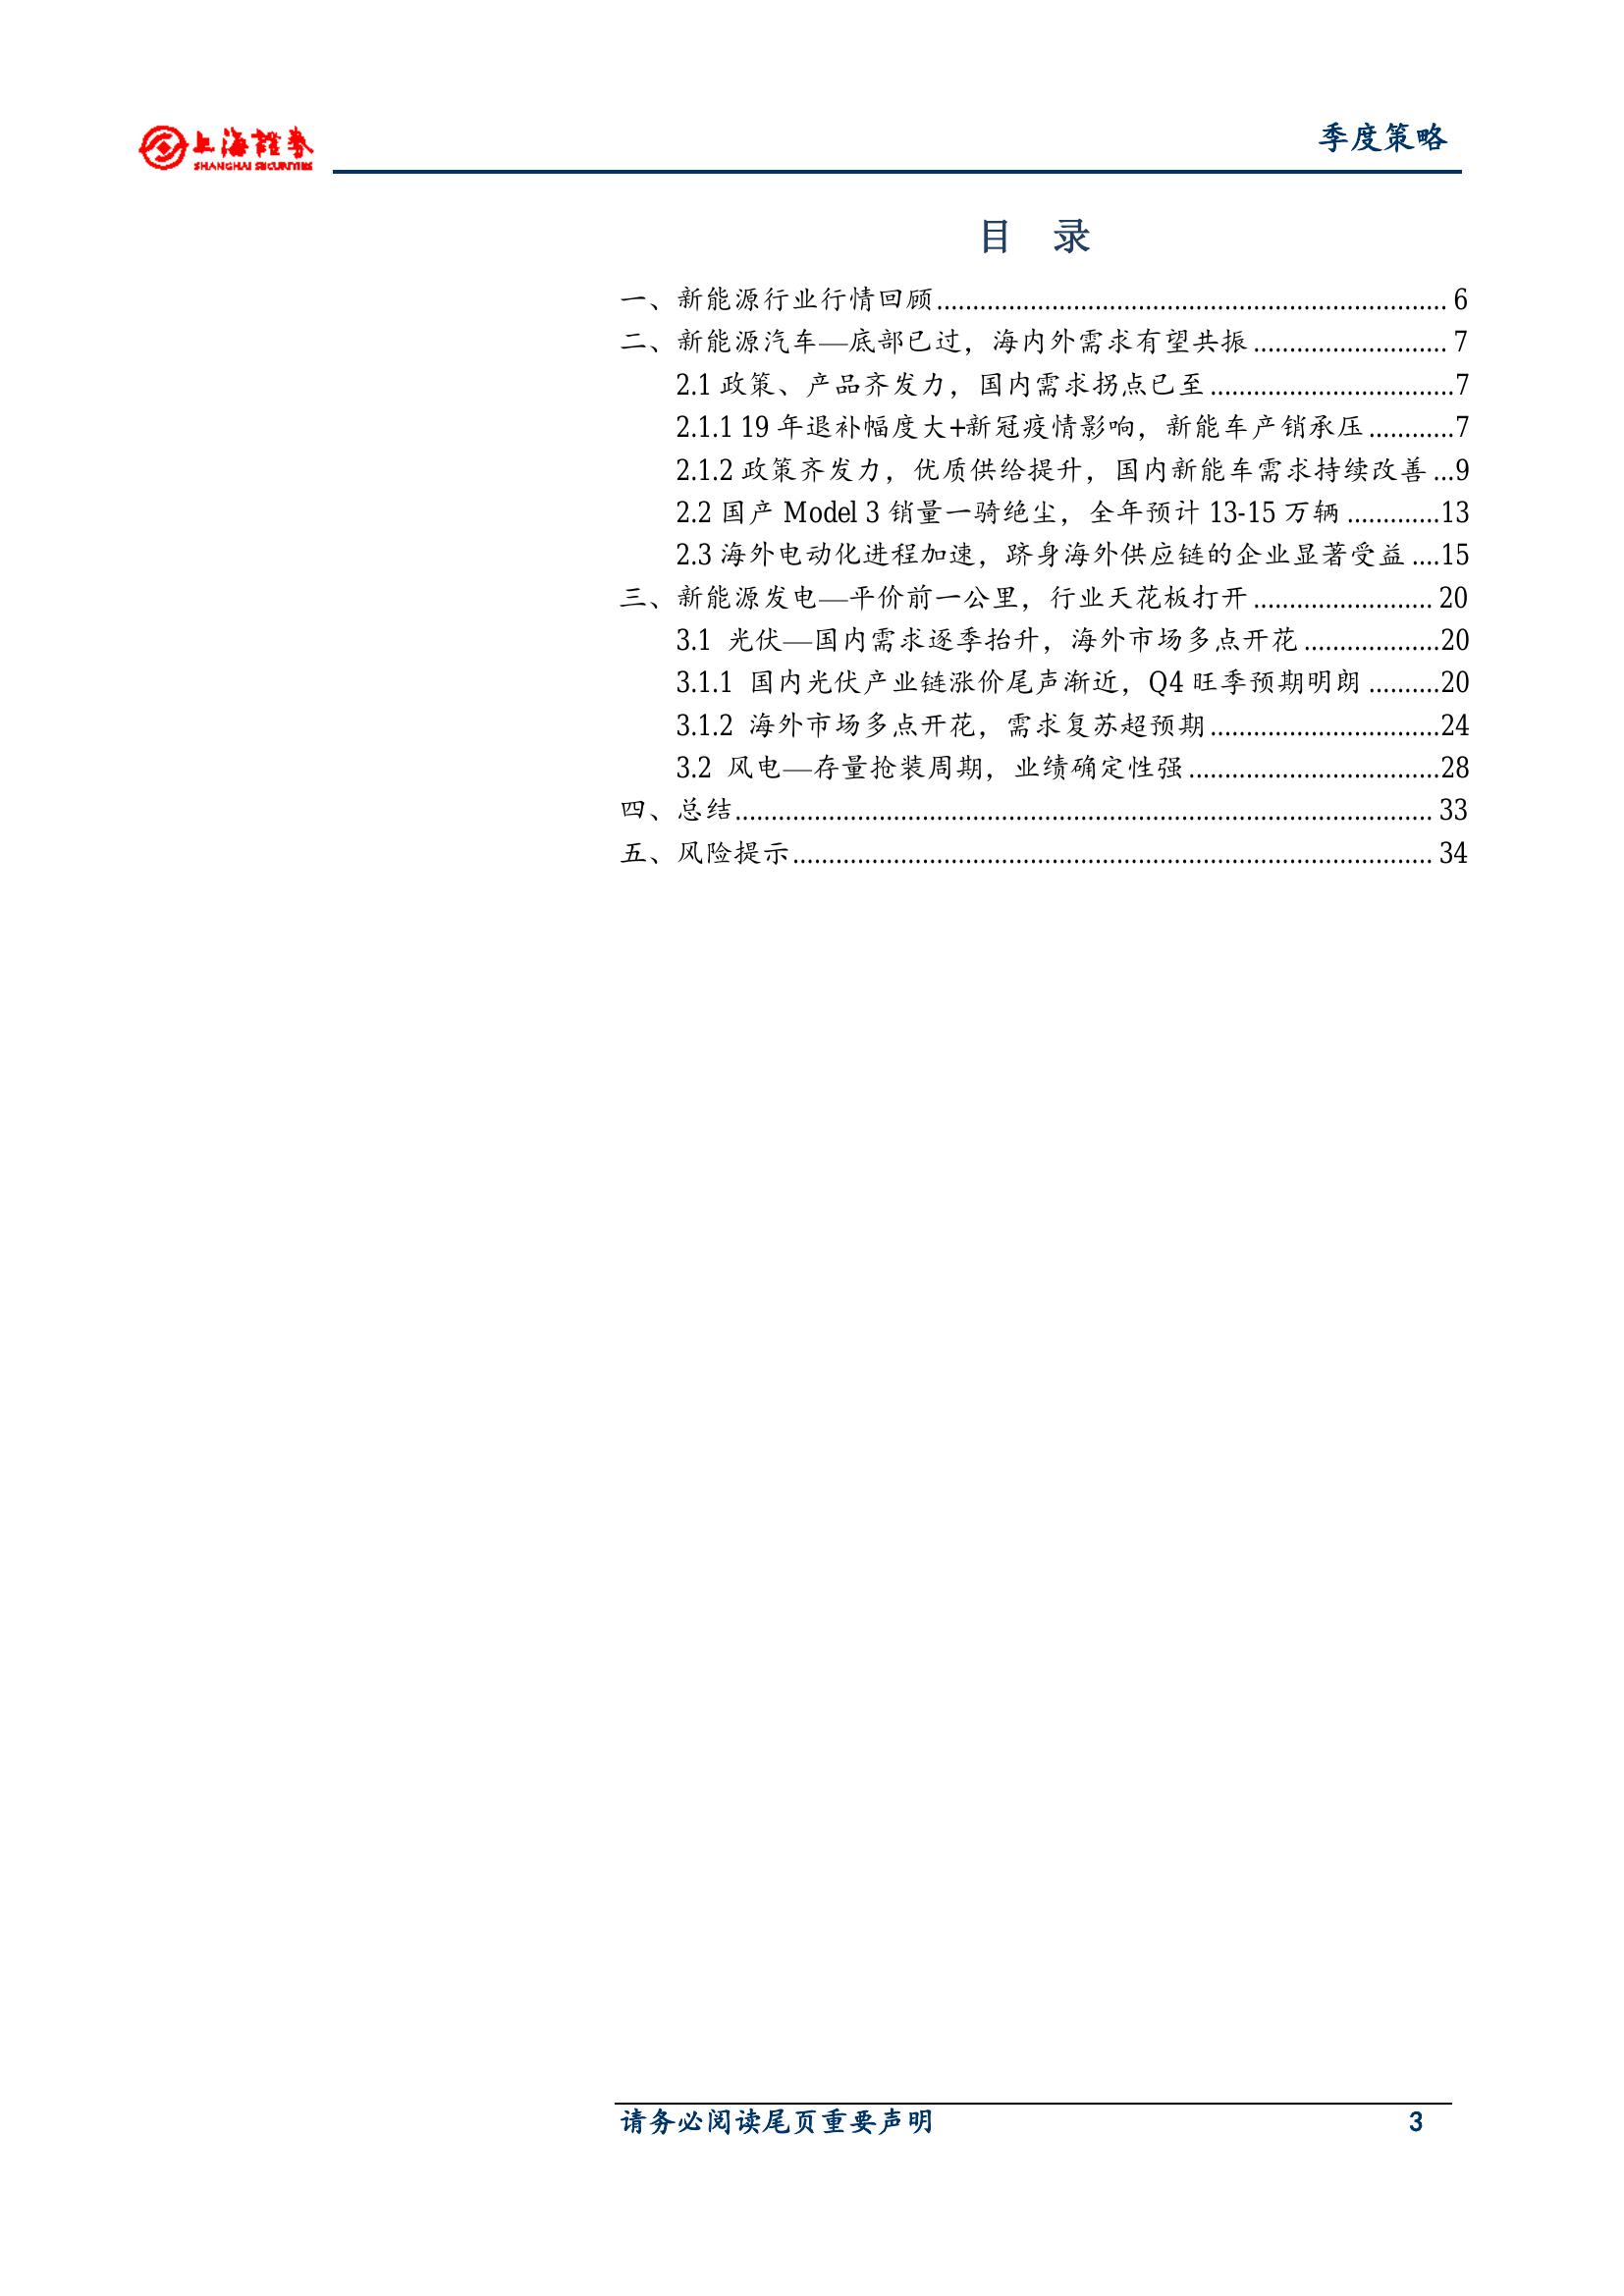 上海證券
SHANGHAI SECURITIES
季度策略
目 录
一、新能源行业行情回顾........................................................................ 6
二、新能源汽车—底部已过，海内外需求有望共振........................... 7
2.1 政策、产品齐发力，国内需求拐点已至..................................7
2.1.1 19 年退补幅度大+新冠疫情影响，新能车产销承压............7
2.1.2 政策齐发力，优质供给提升，国内新能车需求持续改善...9
2.2 国产 Model 3 销量一骑绝尘，全年预计 13-15 万辆.............13
2.3 海外电动化进程加速，跻身海外供应链的企业显著受益....15
三、新能源发电—平价前一公里，行业天花板打开......................... 20
3.1 光伏—国内需求逐季抬升，海外市场多点开花...................20
3.1.1 国内光伏产业链涨价尾声渐近，Q4 旺季预期明朗..........20
3.1.2 海外市场多点开花，需求复苏超预期................................24
3.2 风电—存量抢装周期，业绩确定性强...................................28
四、总结.................................................................................................. 33
五、风险提示.......................................................................................... 34
请务必阅读尾页重要声明 3